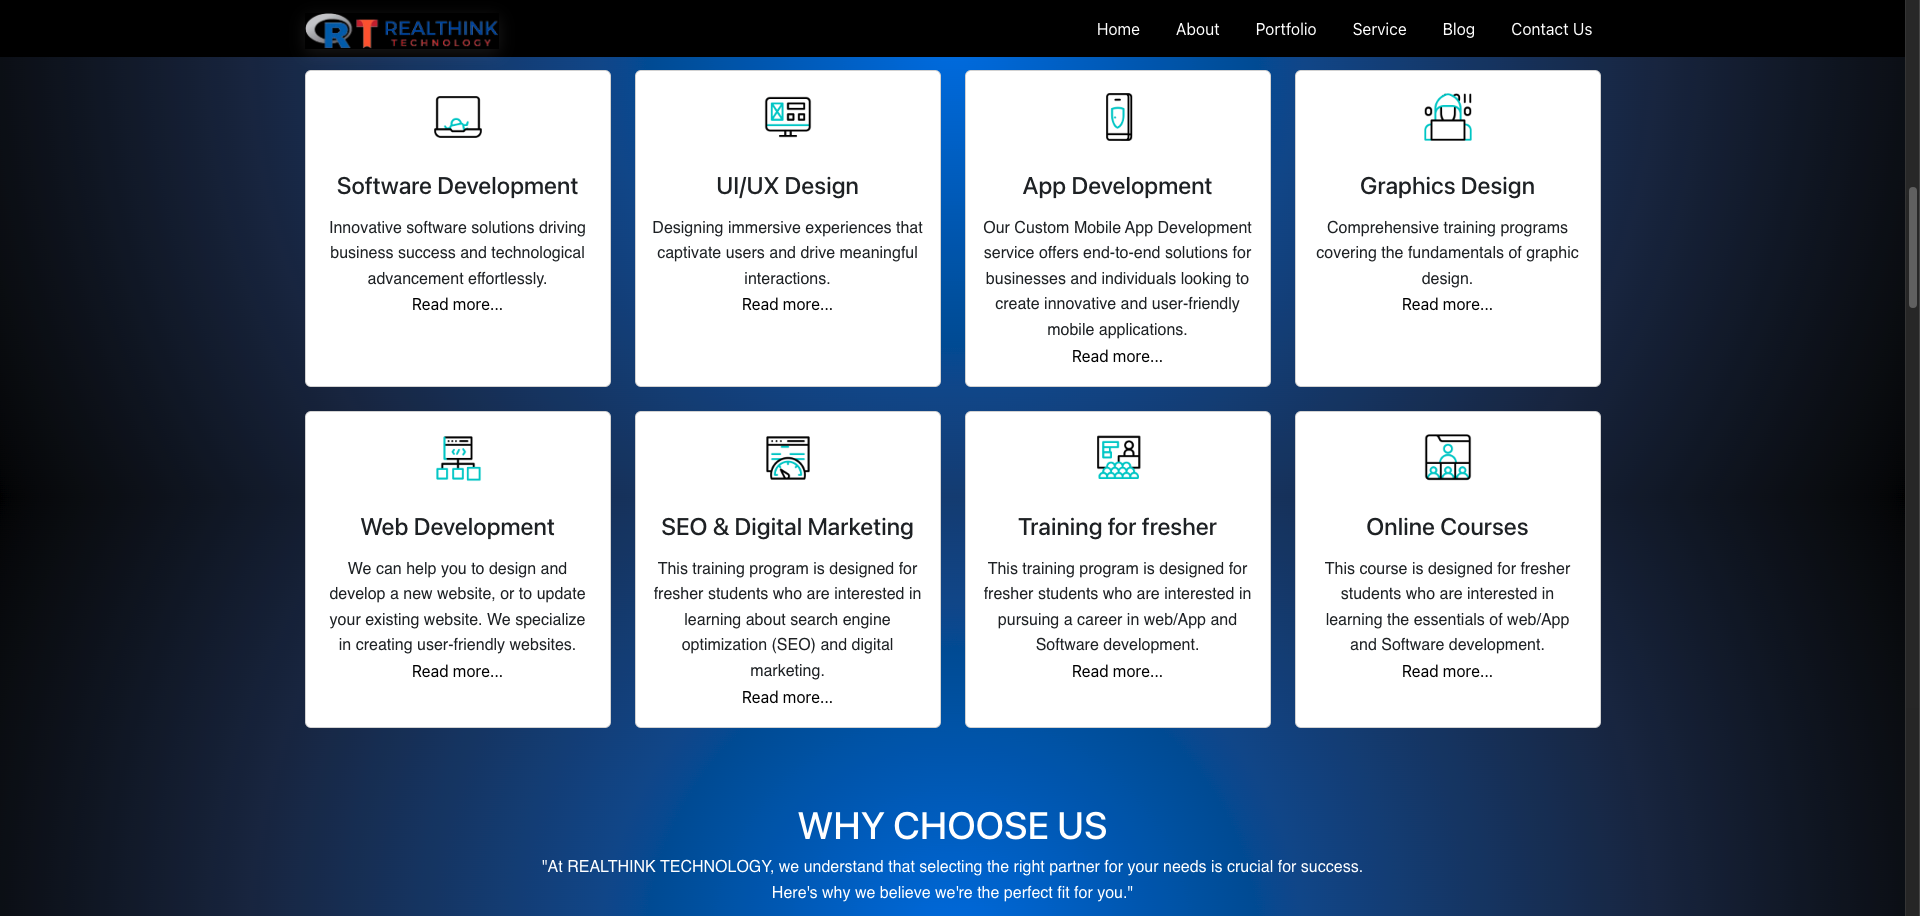 RT REALTHINK
TECHNOLOGY
Home About Portfolio Service Blog Contact Us
Software Development
Innovative software solutions driving
business success and technological
advancement effortlessly.
Read more...
UI/UX Design
Designing immersive experiences that
captivate users and drive meaningful
interactions.
Read more...
App Development
Our Custom Mobile App Development
service offers end-to-end solutions for
businesses and individuals looking to
create innovative and user-friendly
mobile applications.
Read more...
Graphics Design
Comprehensive training programs
covering the fundamentals of graphic
design.
Read more...
Web Development
We can help you to design and
develop a new website, or to update
your existing website. We specialize
in creating user-friendly websites.
Read more...
SEO & Digital Marketing
This training program is designed for
fresher students who are interested in
learning about search engine
optimization (SEO) and digital
marketing.
Read more...
Training for fresher
This training program is designed for
fresher students who are interested in
pursuing a career in web/App and
Software development.
Read more...
Online Courses
This course is designed for fresher
students who are interested in
learning the essentials of web/App
and Software development.
Read more...
WHY CHOOSE US
"At REALTHINK TECHNOLOGY, we understand that selecting the right partner for your needs is crucial for success.
Here's why we believe we're the perfect fit for you."